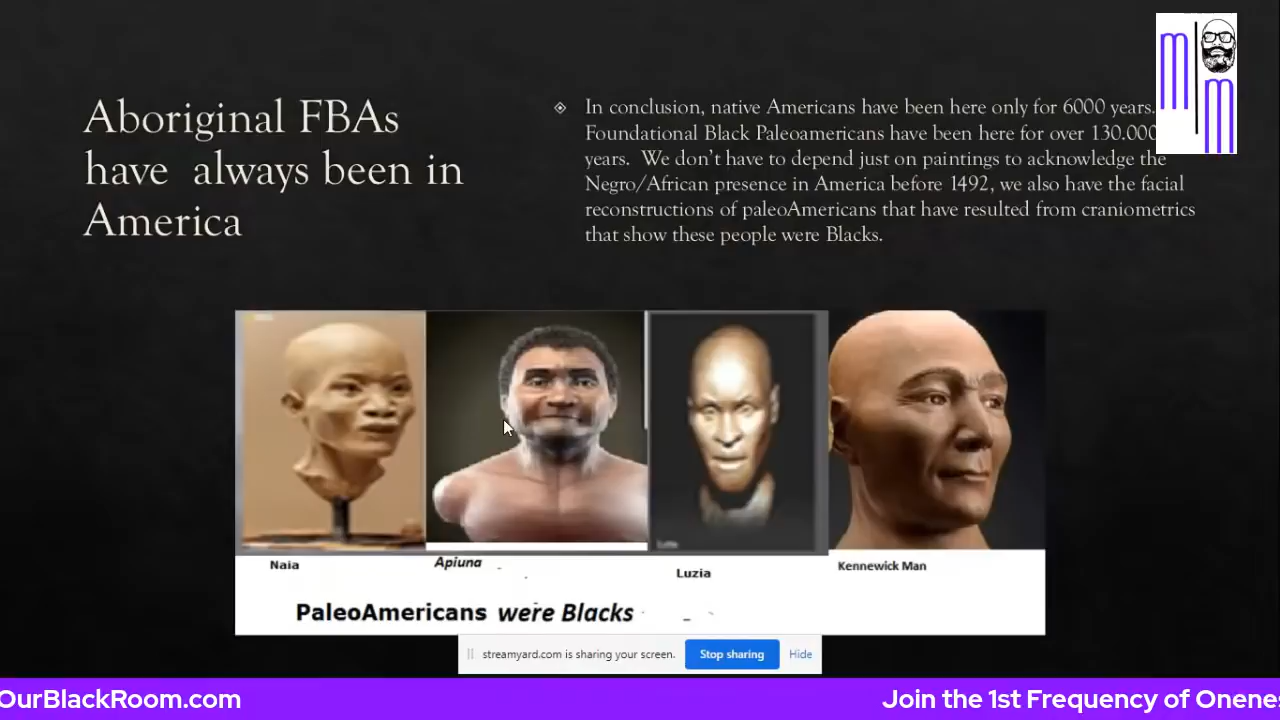 Aboriginal FBAs
have always been in
America
In conclusion, native Americans have been here only for 6000 years.
Foundational Black Paleoamericans have been here for over 130.000
years. We don't have to depend just on paintings to acknowledge the
Negro/African presence in America before 1492, we also have the facial
reconstructions of paleoAmericans that have resulted from craniometrics
that show these people were Blacks.
Naia
Apiuna
Luzia
Kennewick Man
PaleoAmericans were Blacks
streamyard.com is sharing your screen. Stop sharing Hide
OurBlackRoom.com Join the 1st Frequency of Onenes